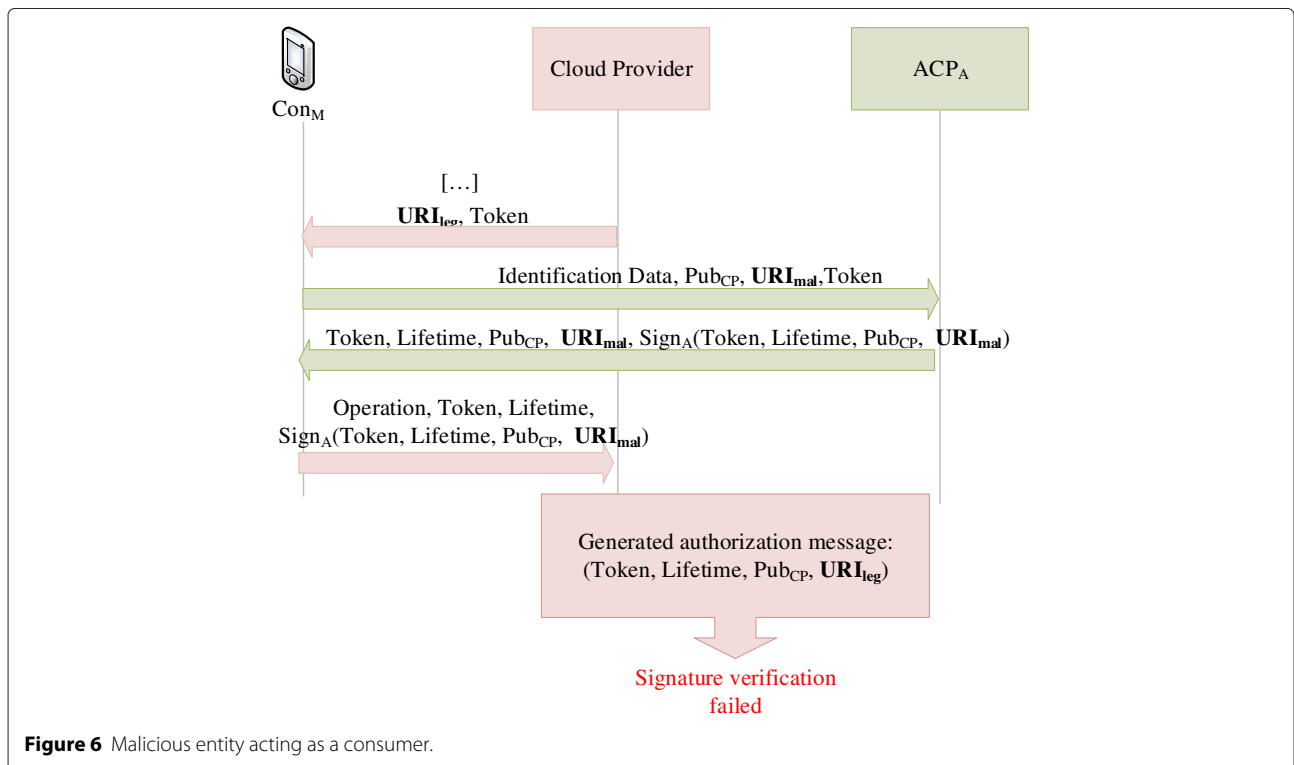 Con_M
Cloud Provider
ACP_A
[…]
URI_leg, Token
Identification Data, Pub_CP, URI_mal,Token
Token, Lifetime, Pub_CP, URI_mal, Sign_A(Token, Lifetime, Pub_CP, URI_mal)
Operation, Token, Lifetime,
Sign_A(Token, Lifetime, Pub_CP, URI_mal)
Generated authorization message:
(Token, Lifetime, Pub_CP, URI_leg)
Signature verification
failed
Figure 6 Malicious entity acting as a consumer.